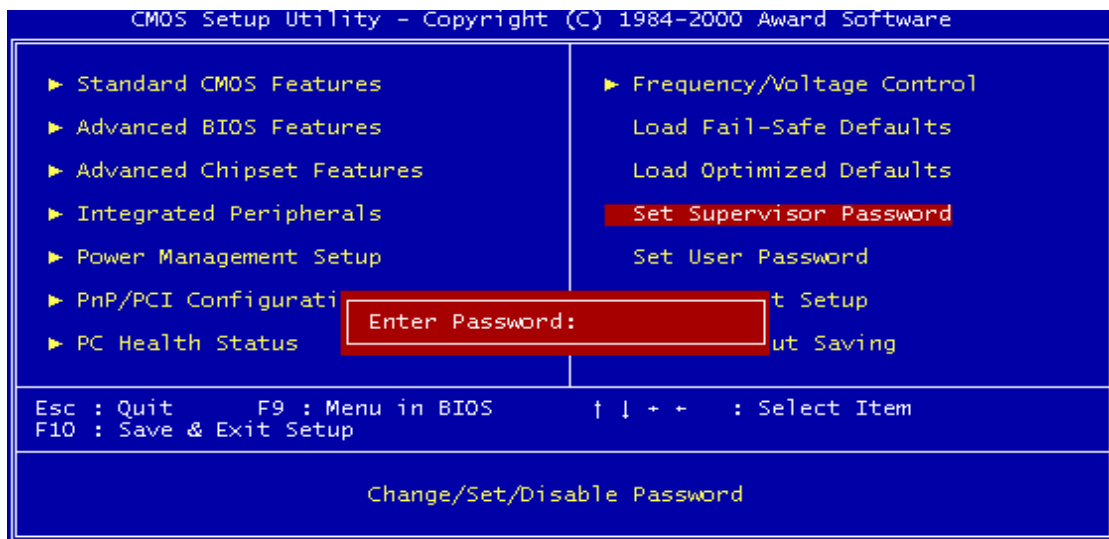 CMOS Setup Utility - Copyright (C) 1984-2000 Award Software
► Standard CMOS Features
► Advanced BIOS Features
► Advanced Chipset Features
► Integrated Peripherals
► Power Management Setup
► PnP/PCI Configurati
► PC Health Status
► Frequency/Voltage Control
Load Fail-Safe Defaults
Load Optimized Defaults
Set Supervisor Password
Set User Password
t Setup
ut Saving
Enter Password:
Esc : Quit F9 : Menu in BIOS ↑ ↓ → ← : Select Item
F10 : Save & Exit Setup
Change/Set/Disable Password